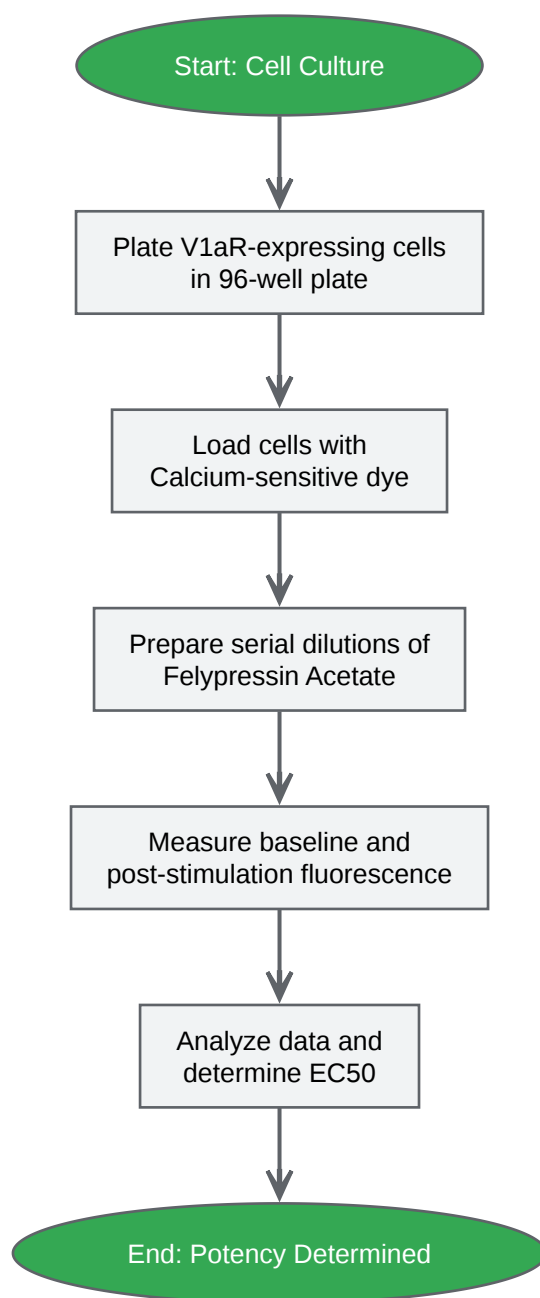 Start: Cell Culture
Plate V1aR-expressing cells
in 96-well plate
Load cells with
Calcium-sensitive dye
Prepare serial dilutions of
Felypressin Acetate
Measure baseline and
post-stimulation fluorescence
Analyze data and
determine EC50
End: Potency Determined